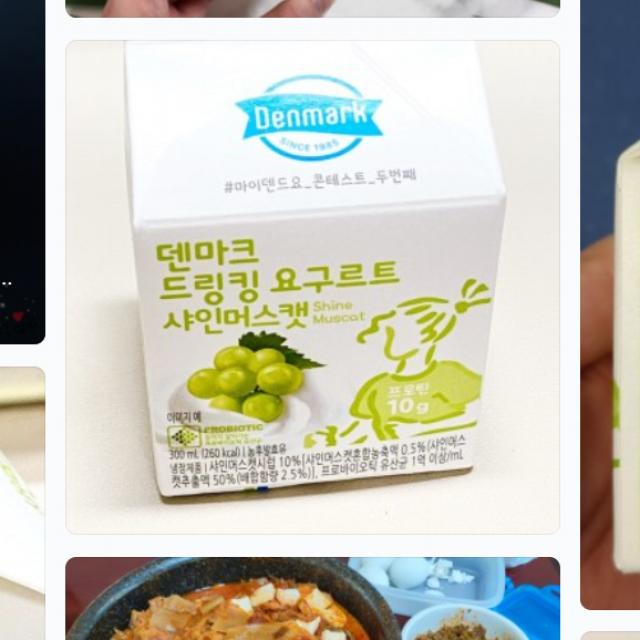 Denmark
SINCE 1985
#마이덴드요_콘테스트_두번째
덴마크
드링킹 요구르트
샤인머스캣 Shine Muscat
프로틴
10g
이미지 예
FROBIOTIC
300 mL (260 kcal) 농후발효유
냉장제품 | 샤인머스캣시럽 10%[샤인머스캣혼합농축액 0.5%(샤인머스
캣추출액 50%(배합함량 2.5%)], 프로바이오틱 유산균 1억 이상/mL